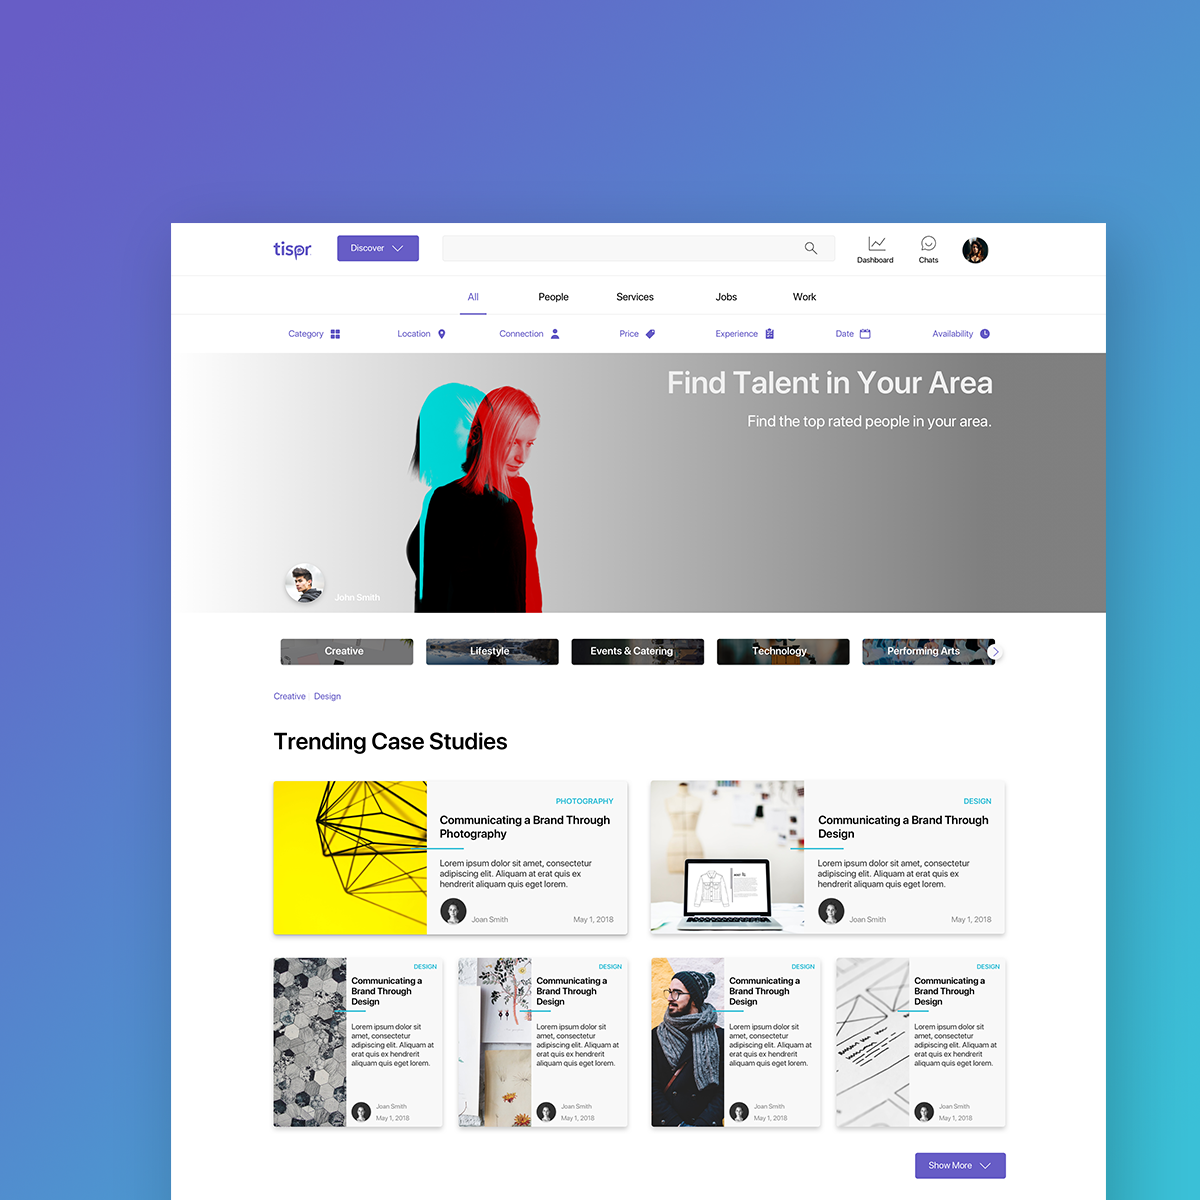 tispr
Discover
Dashboard
Chats
All
People
Services
Jobs
Work
Category
Location
Connection
Price
Experience
Date
Availability
Find Talent in Your Area
Find the top rated people in your area.
John Smith
Creative
Lifestyle
Events & Catering
Technology
Performing Arts
Creative
Design
Trending Case Studies
PHOTOGRAPHY
Communicating a Brand Through
Photography
Lorem ipsum dolor sit amet, consectetur
adipiscing elit. Aliquam at erat quis ex
hendrerit aliquam quis eget lorem.
Joan Smith
May 1, 2018
DESIGN
Communicating a Brand Through
Design
Lorem ipsum dolor sit amet, consectetur
adipiscing elit. Aliquam at erat quis ex
hendrerit aliquam quis eget lorem.
Joan Smith
May 1, 2018
DESIGN
Communicating a
Brand Through
Design
Lorem ipsum dolor sit
amet, consectetur
adipiscing elit. Aliquam at
erat quis ex hendrerit
aliquam quis eget lorem.
Joan Smith
May 1, 2018
DESIGN
Communicating a
Brand Through
Design
Lorem ipsum dolor sit
amet, consectetur
adipiscing elit. Aliquam at
erat quis ex hendrerit
aliquam quis eget lorem.
Joan Smith
May 1, 2018
DESIGN
Communicating a
Brand Through
Design
Lorem ipsum dolor sit
amet, consectetur
adipiscing elit. Aliquam at
erat quis ex hendrerit
aliquam quis eget lorem.
Joan Smith
May 1, 2018
DESIGN
Communicating a
Brand Through
Design
Lorem ipsum dolor sit
amet, consectetur
adipiscing elit. Aliquam at
erat quis ex hendrerit
aliquam quis eget lorem.
Joan Smith
May 1, 2018
Show More